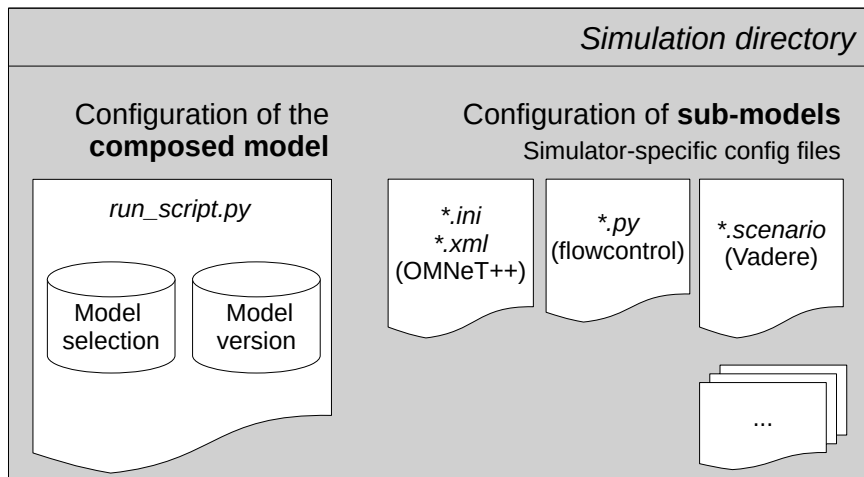 Simulation directory
Configuration of the
composed model
run_script.py
Model
selection
Model
version
Configuration of sub-models
Simulator-specific config files
*.ini
*.xml
(OMNeT++)
*.py
(flowcontrol)
*.scenario
(Vadere)
...